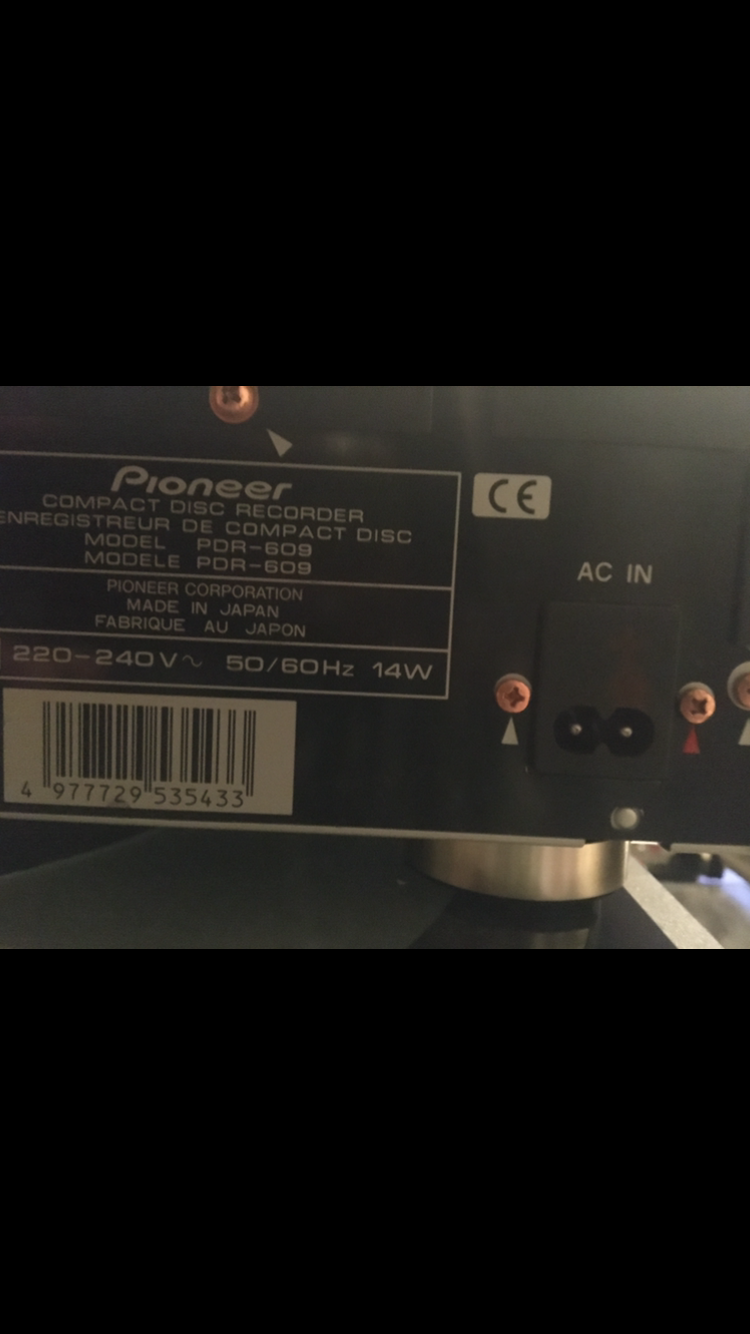 Pioneer
COMPACT DISC RECORDER
ENREGISTREUR DE COMPACT DISC
MODEL PDR-609
MODELE PDR-609
PIONEER CORPORATION
MADE IN JAPAN
FABRIQUE AU JAPON
220-240V~ 50/60Hz 14W
4 977729 535433
CE
AC IN